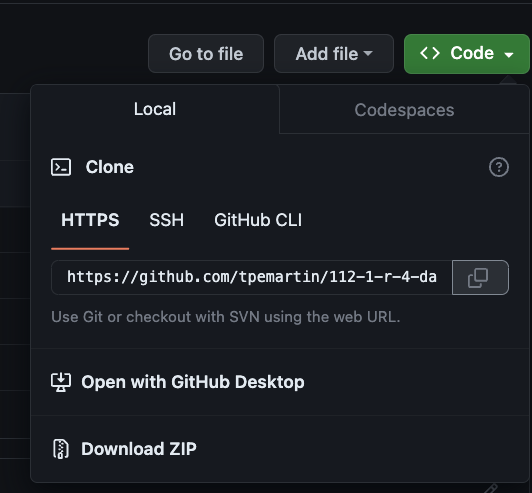 Go to file Add file <> Code
Local Codespaces
Clone
HTTPS SSH GitHub CLI
https://github.com/tpemartin/112-1-r-4-da
Use Git or checkout with SVN using the web URL.
Open with GitHub Desktop
Download ZIP